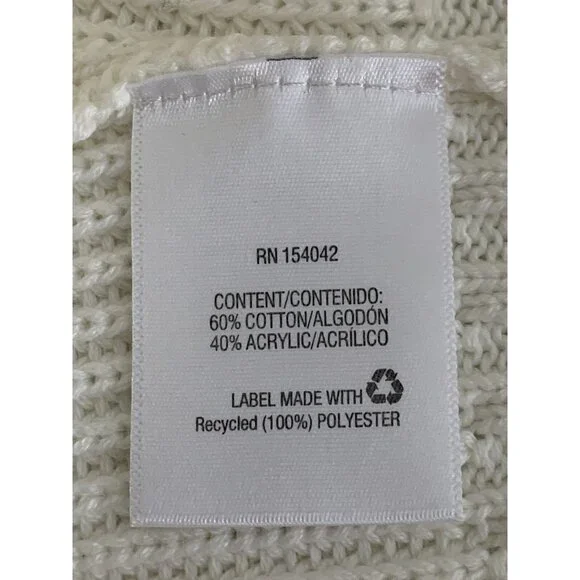 RN 154042
CONTENT/CONTENIDO:
60% COTTON/ALGODÓN
40% ACRYLIC/ACRÍLICO
LABEL MADE WITH
Recycled (100%) POLYESTER